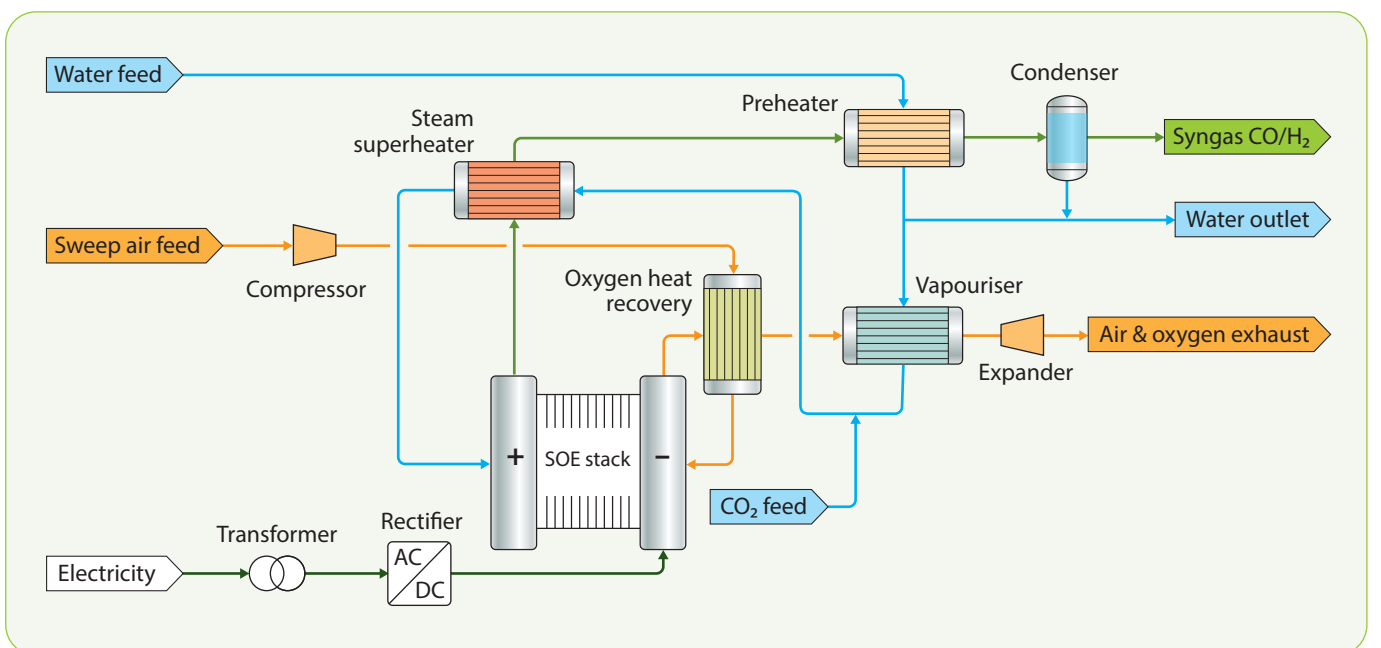 Water feed
Condenser
Preheater
Steam
superheater
Syngas CO/H₂
Sweep air feed
Water outlet
Compressor
Oxygen heat
recovery
Vapouriser
Air & oxygen exhaust
Expander
+
SOE stack
−
CO₂ feed
Transformer
Rectifier
Electricity
AC
DC